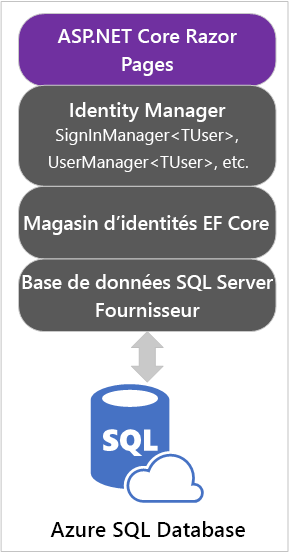 ASP.NET Core Razor
Pages
Identity Manager
SignInManager<TUser>,
UserManager<TUser>, etc.
Magasin d’identités EF Core
Base de données SQL Server
Fournisseur
SQL
Azure SQL Database